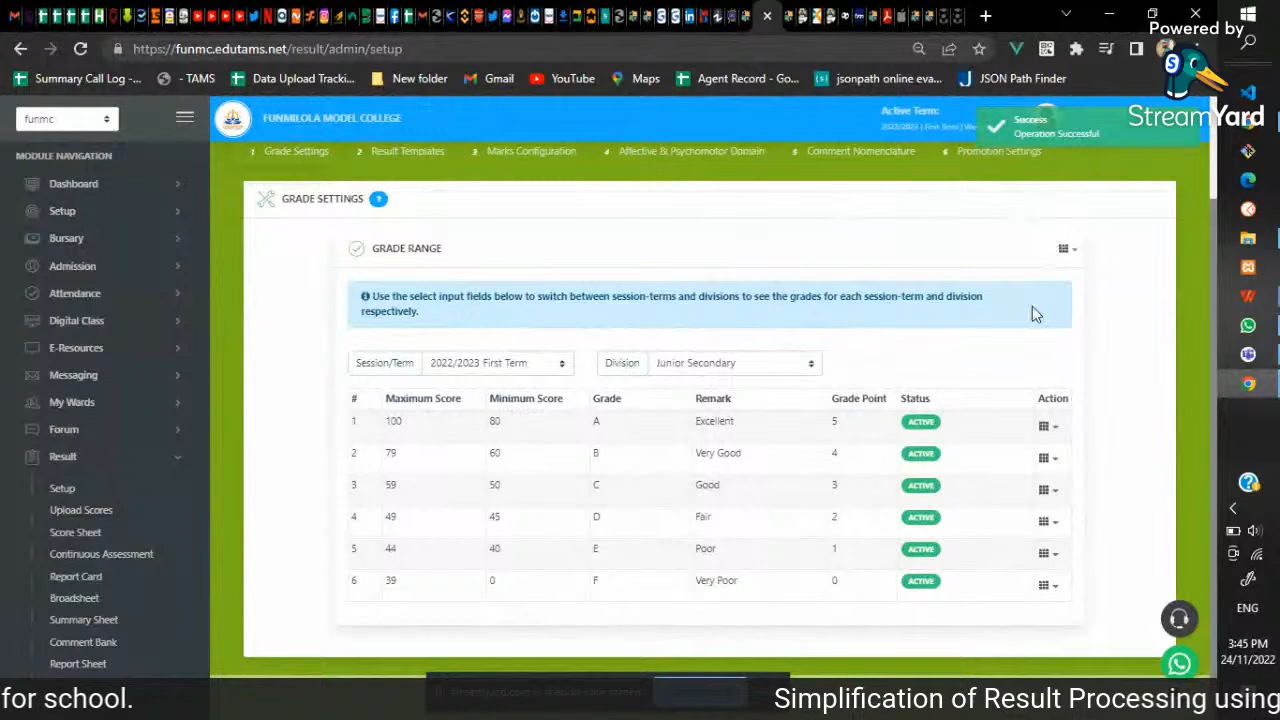 Powered by
StreamYard
https://funmc.edutams.net/result/admin/setup
Summary Call Log -...
- TAMS
Data Upload Tracki...
New folder
Gmail
YouTube
Maps
Agent Record - Go...
jsonpath online eva...
JSON Path Finder
funmc
FUNMILOLA MODEL COLLEGE
Active Term:
Success
Operation Successful
MODULE NAVIGATION
1 Grade Settings
2 Result Templates
3 Marks Configuration
4 Affective & Psychomotor Domain
5 Comment Nomenclature
6 Promotion Settings
Dashboard
Setup
Bursary
Admission
Attendance
Digital Class
E-Resources
Messaging
My Wards
Forum
Result
Setup
Upload Scores
Score Sheet
Continuous Assessment
Report Card
Broadsheet
Summary Sheet
Comment Bank
Report Sheet
GRADE SETTINGS ?
GRADE RANGE
Use the select input fields below to switch between session-terms and divisions to see the grades for each session-term and division
respectively.
Session/Term 2022/2023 First Term
Division Junior Secondary
# Maximum Score Minimum Score Grade Remark Grade Point Status Action
1 100 80 A Excellent 5 ACTIVE
2 79 60 B Very Good 4 ACTIVE
3 59 50 C Good 3 ACTIVE
4 49 45 D Fair 2 ACTIVE
5 44 40 E Poor 1 ACTIVE
6 39 0 F Very Poor 0 ACTIVE
ENG
3:45 PM
24/11/2022
for school.
Simplification of Result Processing using